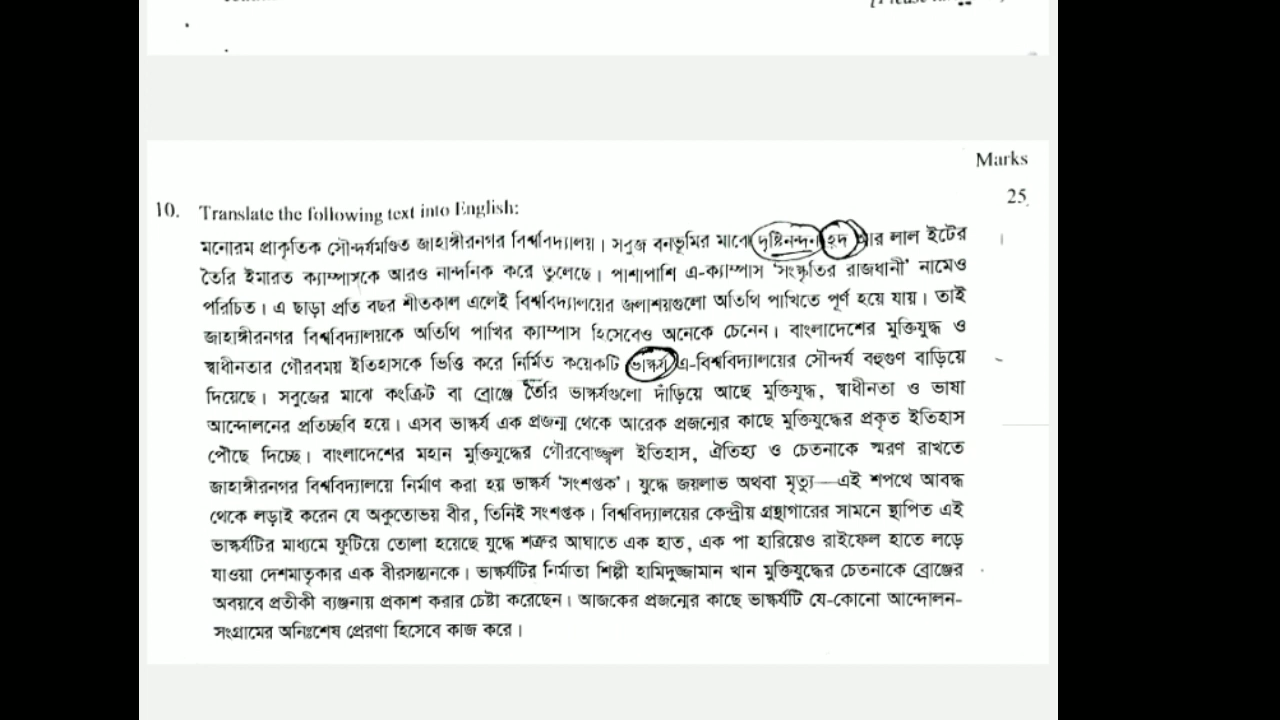 Marks
10. Translate the following text into English: 25
মনোরম প্রাকৃতিক সৌন্দর্যমণ্ডিত জাহাঙ্গীরনগর বিশ্ববিদ্যালয়। সবুজ বনভূমির মাঝে দৃষ্টিনন্দন হ্রদ আর লাল ইটের
তৈরি ইমারত ক্যাম্পাসকে আরও নান্দনিক করে তুলেছে। পাশাপাশি এ-ক্যাম্পাস ‘সংস্কৃতির রাজধানী’ নামেও
পরিচিত। এ ছাড়া প্রতি বছর শীতকাল এলেই বিশ্ববিদ্যালয়ের জলাশয়গুলো অতিথি পাখিতে পূর্ণ হয়ে যায়। তাই
জাহাঙ্গীরনগর বিশ্ববিদ্যালয়কে অতিথি পাখির ক্যাম্পাস হিসেবেও অনেকে চেনেন। বাংলাদেশের মুক্তিযুদ্ধ ও
স্বাধীনতার গৌরবময় ইতিহাসকে ভিত্তি করে নির্মিত কয়েকটি ভাস্কর্য এ-বিশ্ববিদ্যালয়ের সৌন্দর্য বহুগুণ বাড়িয়ে
দিয়েছে। সবুজের মাঝে কংক্রিট বা ব্রোঞ্জে তৈরি ভাস্কর্যগুলো দাঁড়িয়ে আছে মুক্তিযুদ্ধ, স্বাধীনতা ও ভাষা
আন্দোলনের প্রতিচ্ছবি হয়ে। এসব ভাস্কর্য এক প্রজন্ম থেকে আরেক প্রজন্মের কাছে মুক্তিযুদ্ধের প্রকৃত ইতিহাস
পৌঁছে দিচ্ছে। বাংলাদেশের মহান মুক্তিযুদ্ধের গৌরবোজ্জ্বল ইতিহাস, ঐতিহ্য ও চেতনাকে স্মরণ রাখতে
জাহাঙ্গীরনগর বিশ্ববিদ্যালয়ে নির্মাণ করা হয় ভাস্কর্য ‘সংশপ্তক’। যুদ্ধে জয়লাভ অথবা মৃত্যু—এই শপথে আবদ্ধ
থেকে লড়াই করেন যে অকুতোভয় বীর, তিনিই সংশপ্তক। বিশ্ববিদ্যালয়ের কেন্দ্রীয় গ্রন্থাগারের সামনে স্থাপিত এই
ভাস্কর্যটির মাধ্যমে ফুটিয়ে তোলা হয়েছে যুদ্ধে শত্রুর আঘাতে এক হাত, এক পা হারিয়েও রাইফেল হাতে লড়ে
যাওয়া দেশমাতৃকার এক বীরসন্তানকে। ভাস্কর্যটির নির্মাতা শিল্পী হামিদুজ্জামান খান মুক্তিযুদ্ধের চেতনাকে ব্রোঞ্জের
অবয়বে প্রতীকী ব্যঞ্জনায় প্রকাশ করার চেষ্টা করেছেন। আজকের প্রজন্মের কাছে ভাস্কর্যটি যে-কোনো আন্দোলন-
সংগ্রামের অনিঃশেষ প্রেরণা হিসেবে কাজ করে।